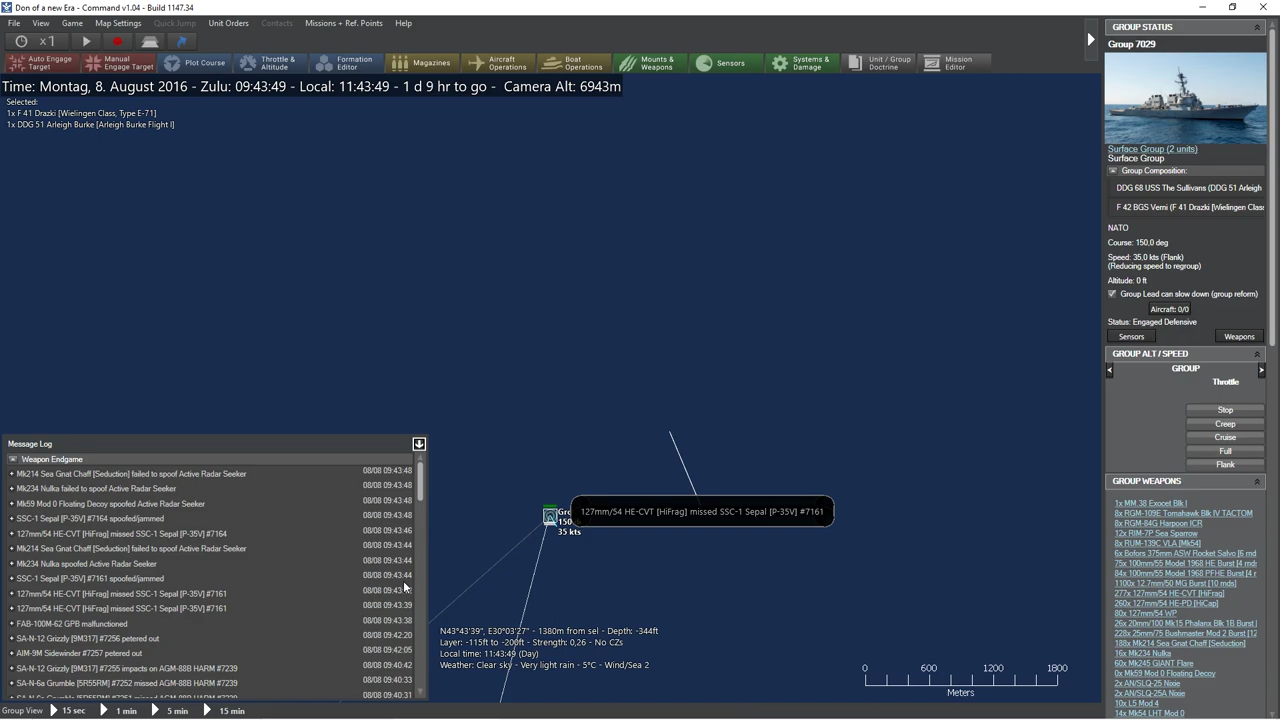 Don of a new Era - Command v1.04 - Build 1147.34
File View Game Map Settings Quick Jump Unit Orders Contacts Missions + Ref. Points Help
x1
Auto Engage Target
Manual Engage Target
Plot Course
Throttle & Altitude
Formation Editor
Magazines
Aircraft Operations
Boat Operations
Mounts & Weapons
Sensors
Systems & Damage
Unit / Group Doctrine
Mission Editor
Time: Montag, 8. August 2016 - Zulu: 09:43:49 - Local: 11:43:49 - 1 d 9 hr to go - Camera Alt: 6943m
Selected:
1x F 41 Drazki [Wielingen Class, Type E-71]
1x DDG 51 Arleigh Burke [Arleigh Burke Flight I]
150
35 kts
127mm/54 HE-CVT [HiFrag] missed SSC-1 Sepal [P-35V] #7161
Message Log
Weapon Endgame
Mk214 Sea Gnat Chaff [Seduction] failed to spoof Active Radar Seeker 08/08 09:43:48
Mk234 Nulka failed to spoof Active Radar Seeker 08/08 09:43:48
Mk59 Mod 0 Floating Decoy spoofed Active Radar Seeker 08/08 09:43:48
SSC-1 Sepal [P-35V] #7164 spoofed/jammed 08/08 09:43:48
127mm/54 HE-CVT [HiFrag] missed SSC-1 Sepal [P-35V] #7164 08/08 09:43:46
Mk214 Sea Gnat Chaff [Seduction] failed to spoof Active Radar Seeker 08/08 09:43:44
Mk234 Nulka spoofed Active Radar Seeker 08/08 09:43:44
SSC-1 Sepal [P-35V] #7161 spoofed/jammed 08/08 09:43:44
127mm/54 HE-CVT [HiFrag] missed SSC-1 Sepal [P-35V] #7161 08/08
127mm/54 HE-CVT [HiFrag] missed SSC-1 Sepal [P-35V] #7161 08/08 09:43:39
FAB-100M-62 GPB malfunctioned 08/08 09:43:38
SA-N-12 Grizzly [9M317] #7256 petered out 08/08 09:42:20
AIM-9M Sidewinder #7257 petered out 08/08 09:42:05
SA-N-12 Grizzly [9M317] #7255 impacts on AGM-88B HARM #7239 08/08 09:40:42
SA-N-6a Grumble [5R55RM] #7252 missed AGM-88B HARM #7239 08/08 09:40:33
SA-N-6a Grumble [5R55RM] #7251 missed AGM-88B HARM #7239 08/08 09:40:31
N43°43'39", E30°03'27" - 1380m from sel - Depth: -344ft
Layer: -115ft to -200ft - Strength: 0,26 - No CZs
Local time: 11:43:49 (Day)
Weather: Clear sky - Very light rain - 5°C - Wind/Sea 2
0 600 1200 1800
Meters
Group View 15 sec 1 min 5 min 15 min
GROUP STATUS
Group 7029
Surface Group (2 units)
Surface Group
Group Composition:
DDG 68 USS The Sullivans (DDG 51 Arleigh
F 42 BGS Verni (F 41 Drazki [Wielingen Class
NATO
Course: 150,0 deg
Speed: 35,0 kts (Flank)
(Reducing speed to regroup)
Altitude: 0 ft
Group Lead can slow down (group reform)
Aircraft: 0/0
Status: Engaged Defensive
Sensors Weapons
GROUP ALT / SPEED
GROUP
Throttle
Stop
Creep
Cruise
Full
Flank
GROUP WEAPONS
1x MM.38 Exocet Blk I
8x RGM-109E Tomahawk Blk IV TACTOM
8x RGM-84G Harpoon ICR
12x RIM-7P Sea Sparrow
8x RUM-139C VLA [Mk54]
6x Bofors 375mm ASW Rocket Salvo [6 rnd
75x 100mm/55 Model 1968 HE Burst [4 rnd
84x 100mm/55 Model 1968 PFHE Burst [4 rn
1100x 12.7mm/50 MG Burst [10 rnds]
277x 127mm/54 HE-CVT [HiFrag]
260x 127mm/54 HE-PD [HiCap]
80x 127mm/54 WP
26x 20mm/100 Mk15 Phalanx Blk 1B Burst [
228x 25mm/75 Bushmaster Mod 2 Burst [12
188x Mk214 Sea Gnat Chaff [Seduction]
16x Mk234 Nulka
60x Mk245 GIANT Flare
0x Mk59 Mod 0 Floating Decoy
2x AN/SLQ-25 Nixie
2x AN/SLQ-25A Nixie
10x L5 Mod 4
14x Mk54 LHT Mod 0